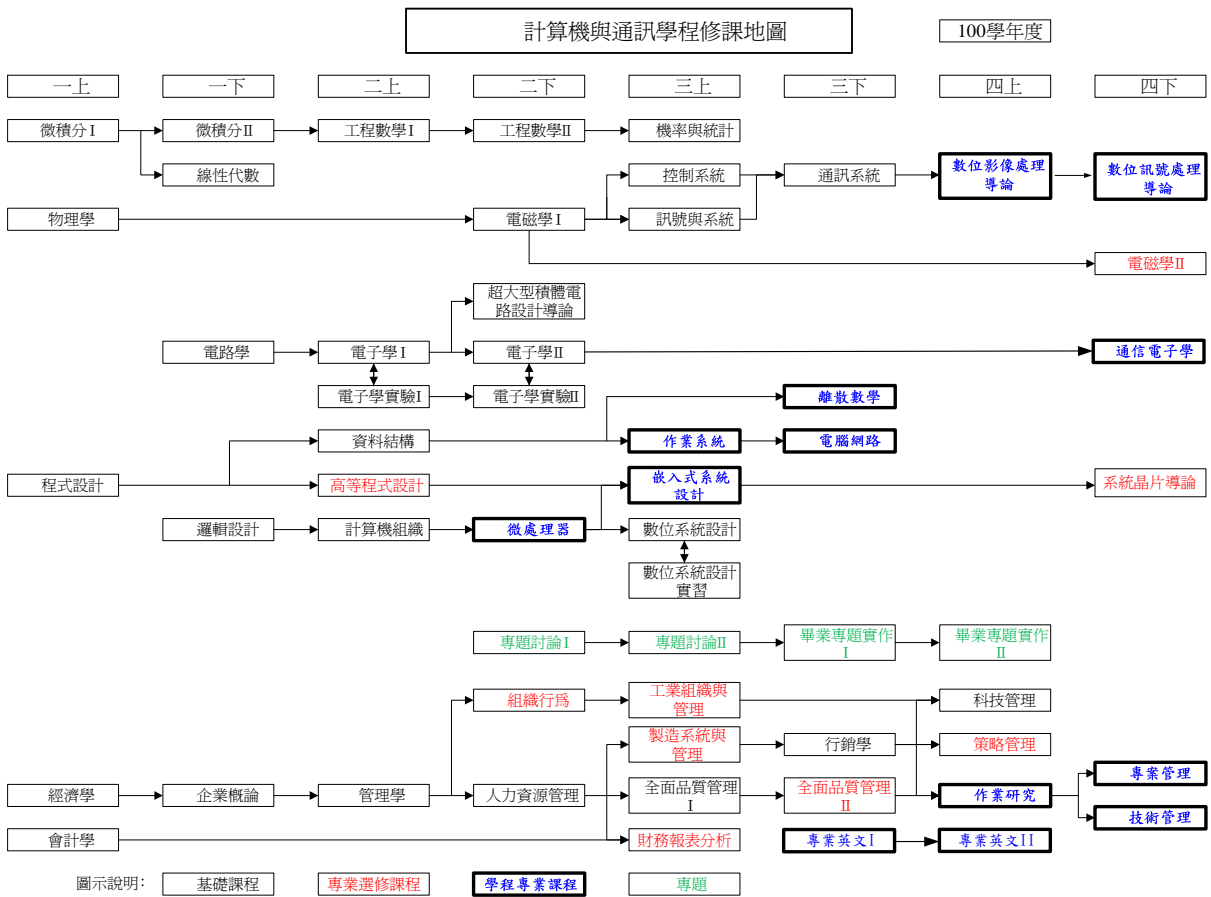 計算機與通訊學程修課地圖
100學年度
一上
一下
二上
二下
三上
三下
四上
四下
微積分I
微積分II
工程數學I
工程數學II
機率與統計
線性代數
控制系統
通訊系統
數位影像處理
導論
數位訊號處理
導論
物理學
電磁學I
訊號與系統
電磁學II
超大型積體電
路設計導論
電路學
電子學I
電子學II
通信電子學
電子學實驗I
電子學實驗II
離散數學
資料結構
作業系統
電腦網路
程式設計
高等程式設計
嵌入式系統
設計
系統晶片導論
邏輯設計
計算機組織
微處理器
數位系統設計
數位系統設計
實習
專題討論I
專題討論II
畢業專題實作
I
畢業專題實作
II
組織行為
工業組織與
管理
科技管理
製造系統與
管理
行銷學
策略管理
經濟學
企業概論
管理學
人力資源管理
全面品質管理
I
全面品質管理
II
作業研究
專案管理
技術管理
會計學
財務報表分析
專業英文I
專業英文II
圖示說明:
基礎課程
專業選修課程
學程專業課程
專題